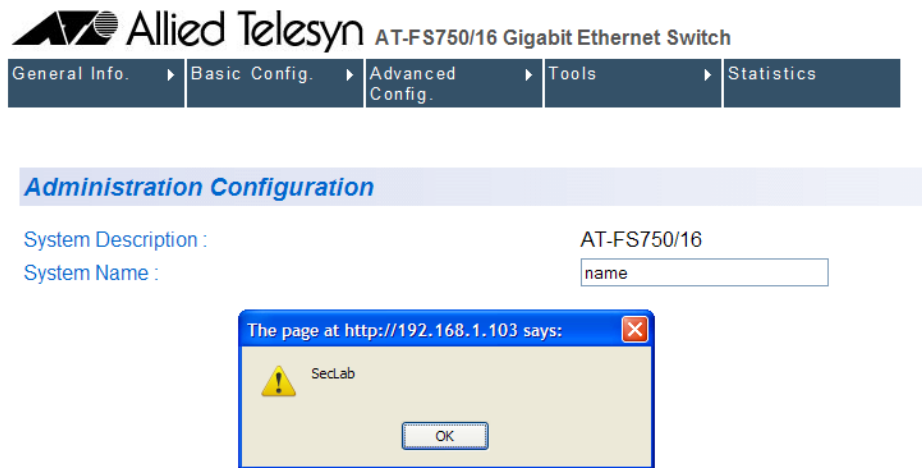 Allied Telesyn AT-FS750/16 Gigabit Ethernet Switch
General Info. Basic Config. Advanced Config. Tools Statistics
Administration Configuration
System Description : AT-FS750/16
System Name : name
The page at http://192.168.1.103 says:
SecLab
OK